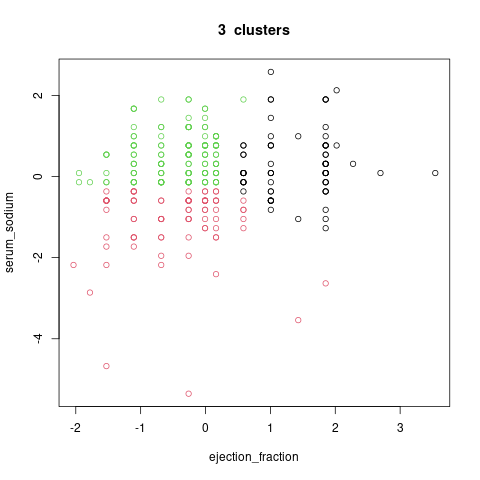 3 clusters
serum_sodium
2
0
-2
-4
-2 -1 0 1 2 3
ejection_fraction